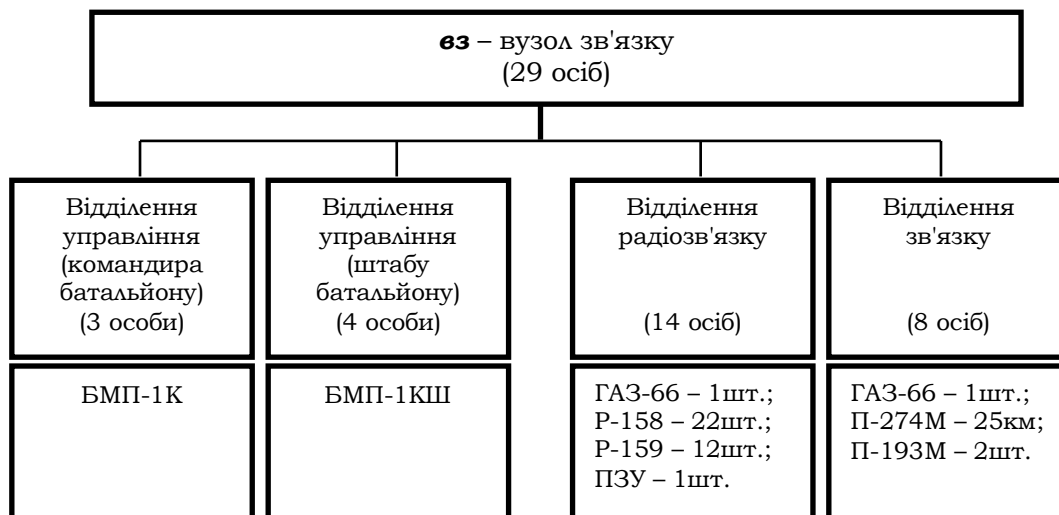 вз – вузол зв'язку
(29 осіб)
Відділення
управління
(командира
батальйону)
(3 особи)
Відділення
управління
(штабу
батальйону)
(4 особи)
Відділення
радіозв'язку
(14 осіб)
Відділення
зв'язку
(8 осіб)
БМП-1К
БМП-1КШ
ГАЗ-66 – 1шт.;
Р-158 – 22шт.;
Р-159 – 12шт.;
ПЗУ – 1шт.
ГАЗ-66 – 1шт.;
П-274М – 25км;
П-193М – 2шт.